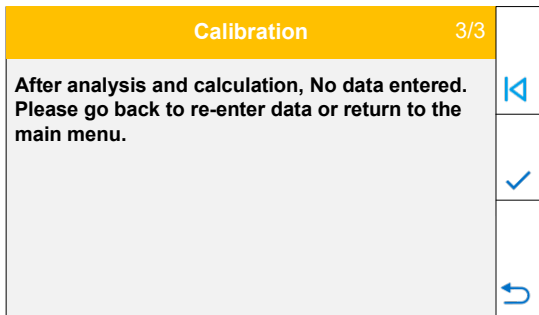 Calibration 3/3
After analysis and calculation, No data entered.
Please go back to re-enter data or return to the
main menu.